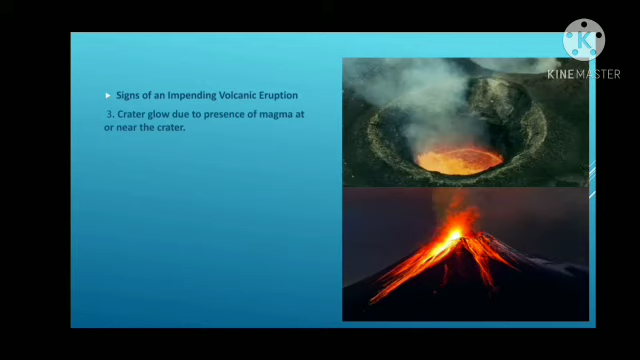 Signs of an Impending Volcanic Eruption
3. Crater glow due to presence of magma at
or near the crater.
K
KINEMASTER